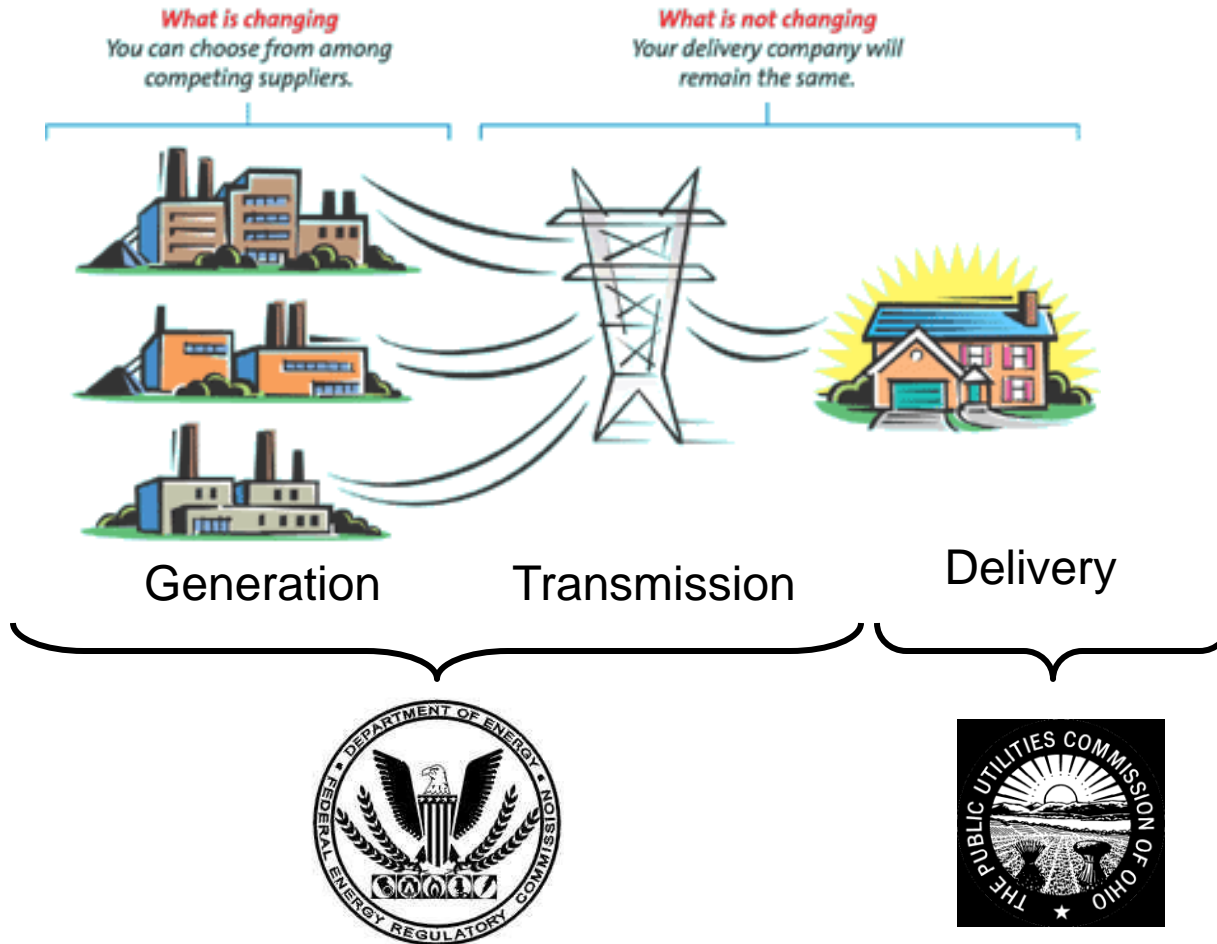 What is changing
You can choose from among
competing suppliers.
What is not changing
Your delivery company will
remain the same.
Generation
Transmission
Delivery
DEPARTMENT OF ENERGY
FEDERAL ENERGY REGULATORY COMMISSION
THE PUBLIC UTILITIES COMMISSION OF OHIO